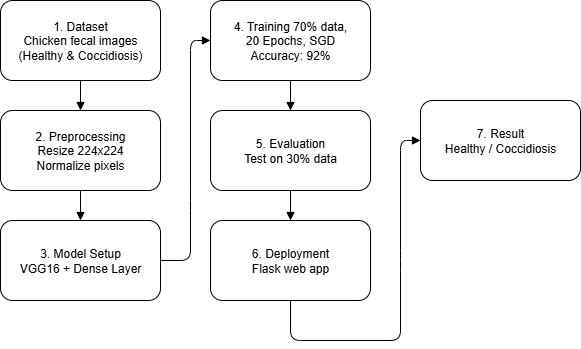 1. Dataset
Chicken fecal images
(Healthy & Coccidiosis)
2. Preprocessing
Resize 224x224
Normalize pixels
3. Model Setup
VGG16 + Dense Layer
4. Training 70% data,
20 Epochs, SGD
Accuracy: 92%
5. Evaluation
Test on 30% data
6. Deployment
Flask web app
7. Result
Healthy / Coccidiosis